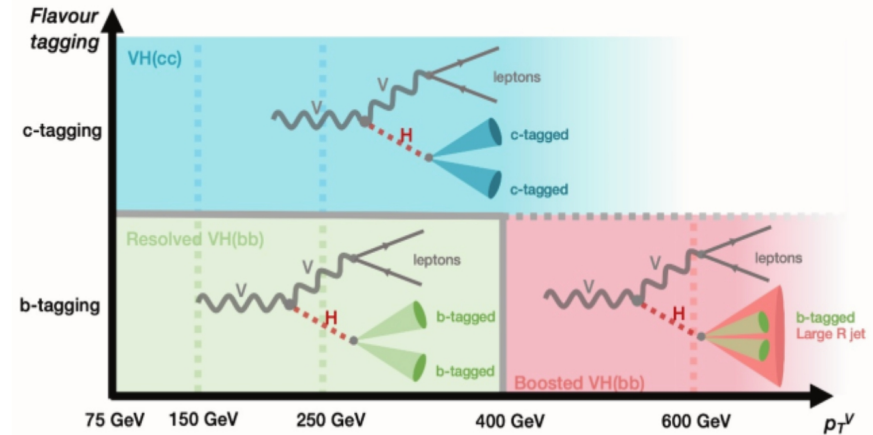 Flavour
tagging
VH(cc)
V
V
leptons
c-tagging
H
c-tagged
c-tagged
Resolved VH(bb)
V
V
leptons
b-tagging
H
b-tagged
b-tagged
V
V
leptons
H
b-tagged
Large R jet
Boosted VH(bb)
75 GeV 150 GeV 250 GeV 400 GeV 600 GeV pTV